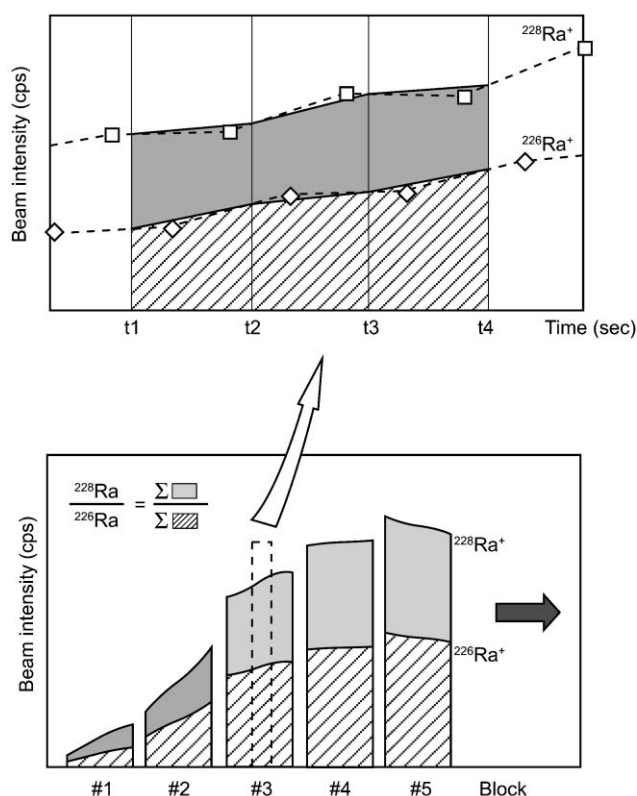 ²²⁸Ra⁺
²²⁶Ra⁺
Beam intensity (cps)
t1 t2 t3 t4 Time (sec)
²²⁸Ra = Σ
²²⁶Ra Σ
²²⁸Ra⁺
²²⁶Ra⁺
Beam intensity (cps)
#1 #2 #3 #4 #5 Block